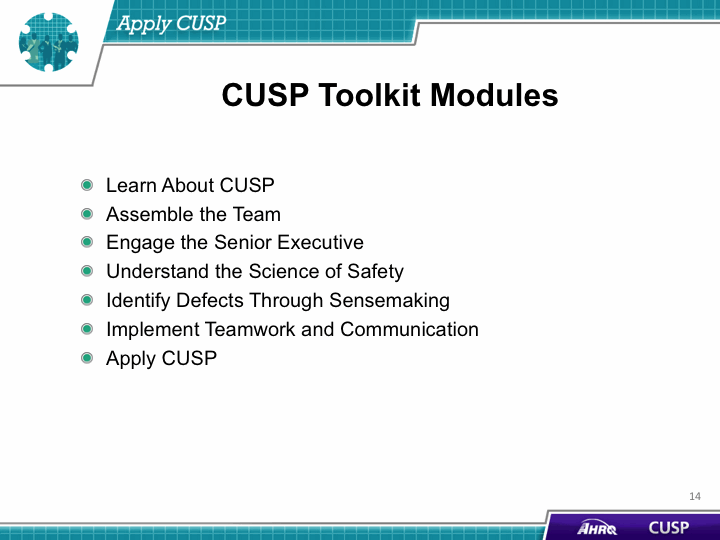 Apply CUSP
CUSP Toolkit Modules
Learn About CUSP
Assemble the Team
Engage the Senior Executive
Understand the Science of Safety
Identify Defects Through Sensemaking
Implement Teamwork and Communication
Apply CUSP
14
AHRQ CUSP